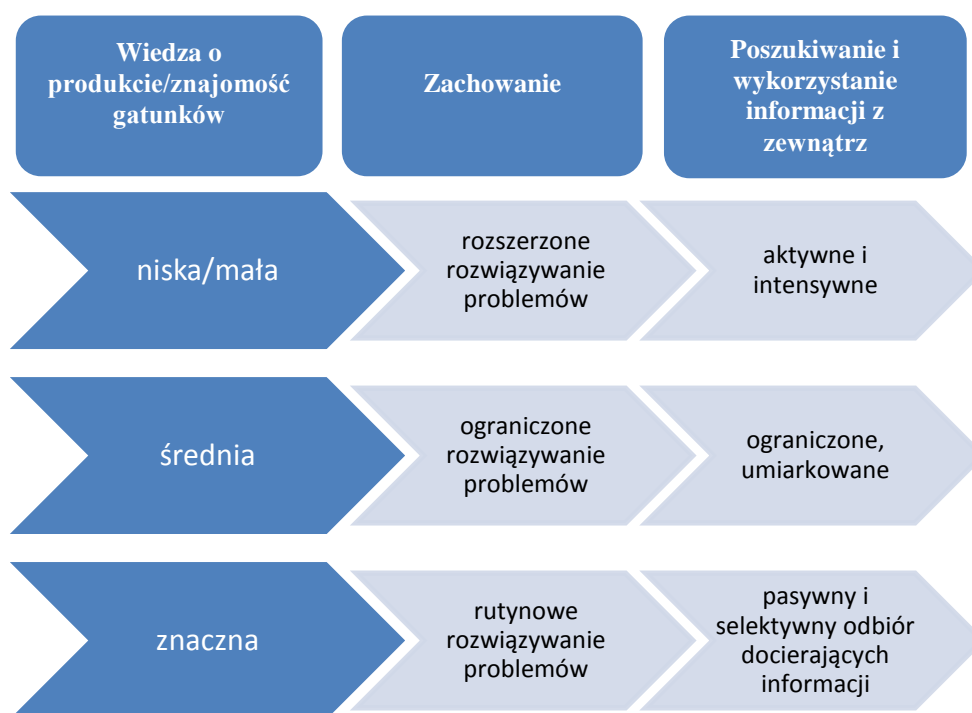 Wiedza o
produkcie/znajomość
gatunków
Zachowanie
Poszukiwanie i
wykorzystanie
informacji z
zewnątrz
niska/mała
rozszerzone
rozwiązywanie
problemów
aktywne i
intensywne
średnia
ograniczone
rozwiązywanie
problemów
ograniczone,
umiarkowane
znaczna
rutynowe
rozwiązywanie
problemów
pasywny i
selektywny odbiór
docierających
informacji